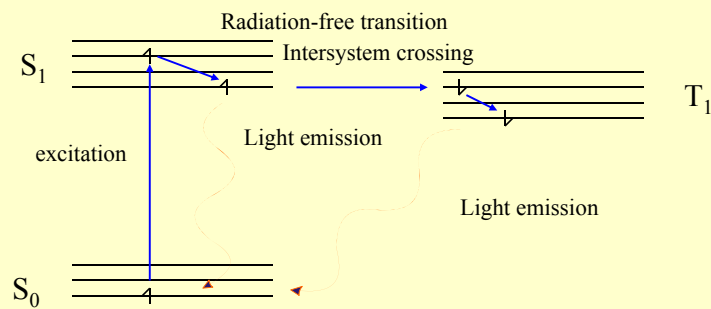 Radiation-free transition
Intersystem crossing
S₁
T₁
excitation
Light emission
Light emission
S₀